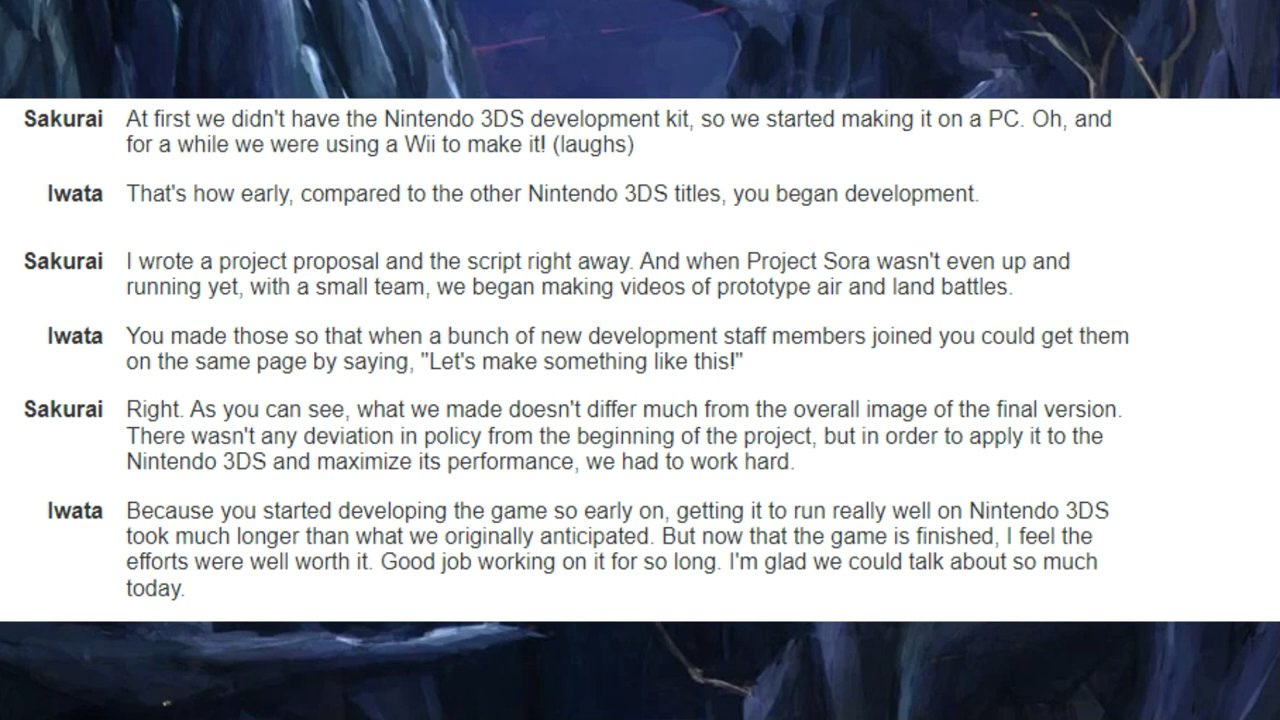 Sakurai At first we didn't have the Nintendo 3DS development kit, so we started making it on a PC. Oh, and
for a while we were using a Wii to make it! (laughs)
Iwata That's how early, compared to the other Nintendo 3DS titles, you began development.
Sakurai I wrote a project proposal and the script right away. And when Project Sora wasn't even up and
running yet, with a small team, we began making videos of prototype air and land battles.
Iwata You made those so that when a bunch of new development staff members joined you could get them
on the same page by saying, "Let's make something like this!"
Sakurai Right. As you can see, what we made doesn't differ much from the overall image of the final version.
There wasn't any deviation in policy from the beginning of the project, but in order to apply it to the
Nintendo 3DS and maximize its performance, we had to work hard.
Iwata Because you started developing the game so early on, getting it to run really well on Nintendo 3DS
took much longer than what we originally anticipated. But now that the game is finished, I feel the
efforts were well worth it. Good job working on it for so long. I'm glad we could talk about so much
today.